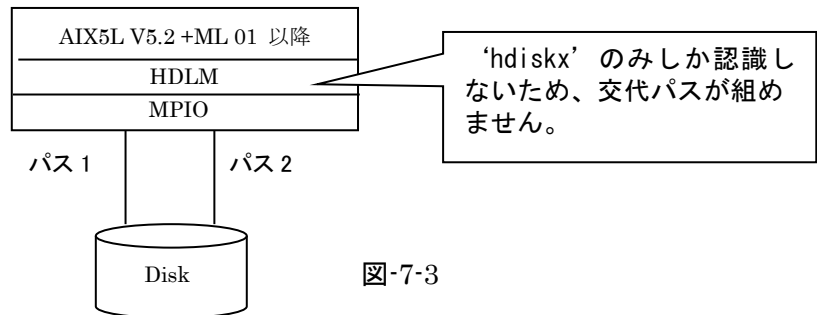 AIX5L V5.2 +ML 01 以降
HDLM
MPIO
‘hdiskx’のみしか認識し
ないため、交代パスが組め
ません。
パス 1
パス 2
Disk
図-7-3